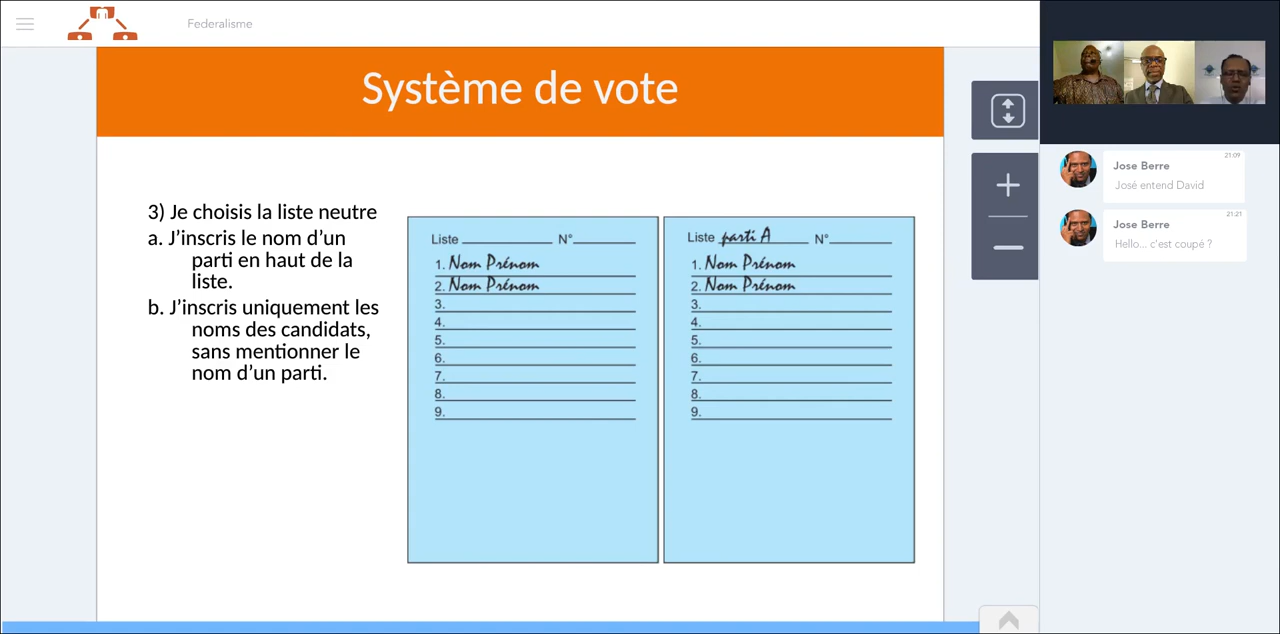 Federalisme
Système de vote
3) Je choisis la liste neutre
a. J’inscris le nom d’un
parti en haut de la
liste.
b. J’inscris uniquement les
noms des candidats,
sans mentionner le
nom d’un parti.
Liste N°
1. Nom Prénom
2. Nom Prénom
3.
4.
5.
6.
7.
8.
9.
Liste parti A N°
1. Nom Prénom
2. Nom Prénom
3.
4.
5.
6.
7.
8.
9.
21:09
Jose Berre
José entend David
21:21
Jose Berre
Hello... c'est coupé ?